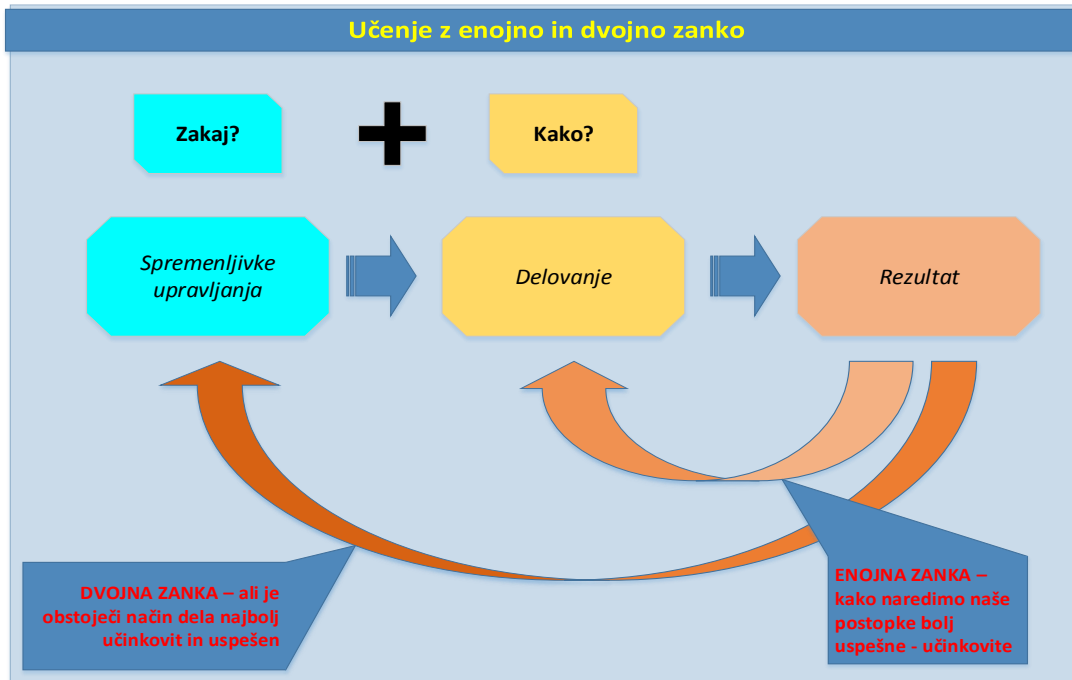 Učenje z enojno in dvojno zanko
Zakaj?
Kako?
Spremenljivke
upravljanja
Delovanje
Rezultat
DVOJNA ZANKA – ali je
obstoječi način dela najbolj
učinkovit in uspešen
ENOJNA ZANKA –
kako naredimo naše
postopke bolj
uspešne - učinkovite